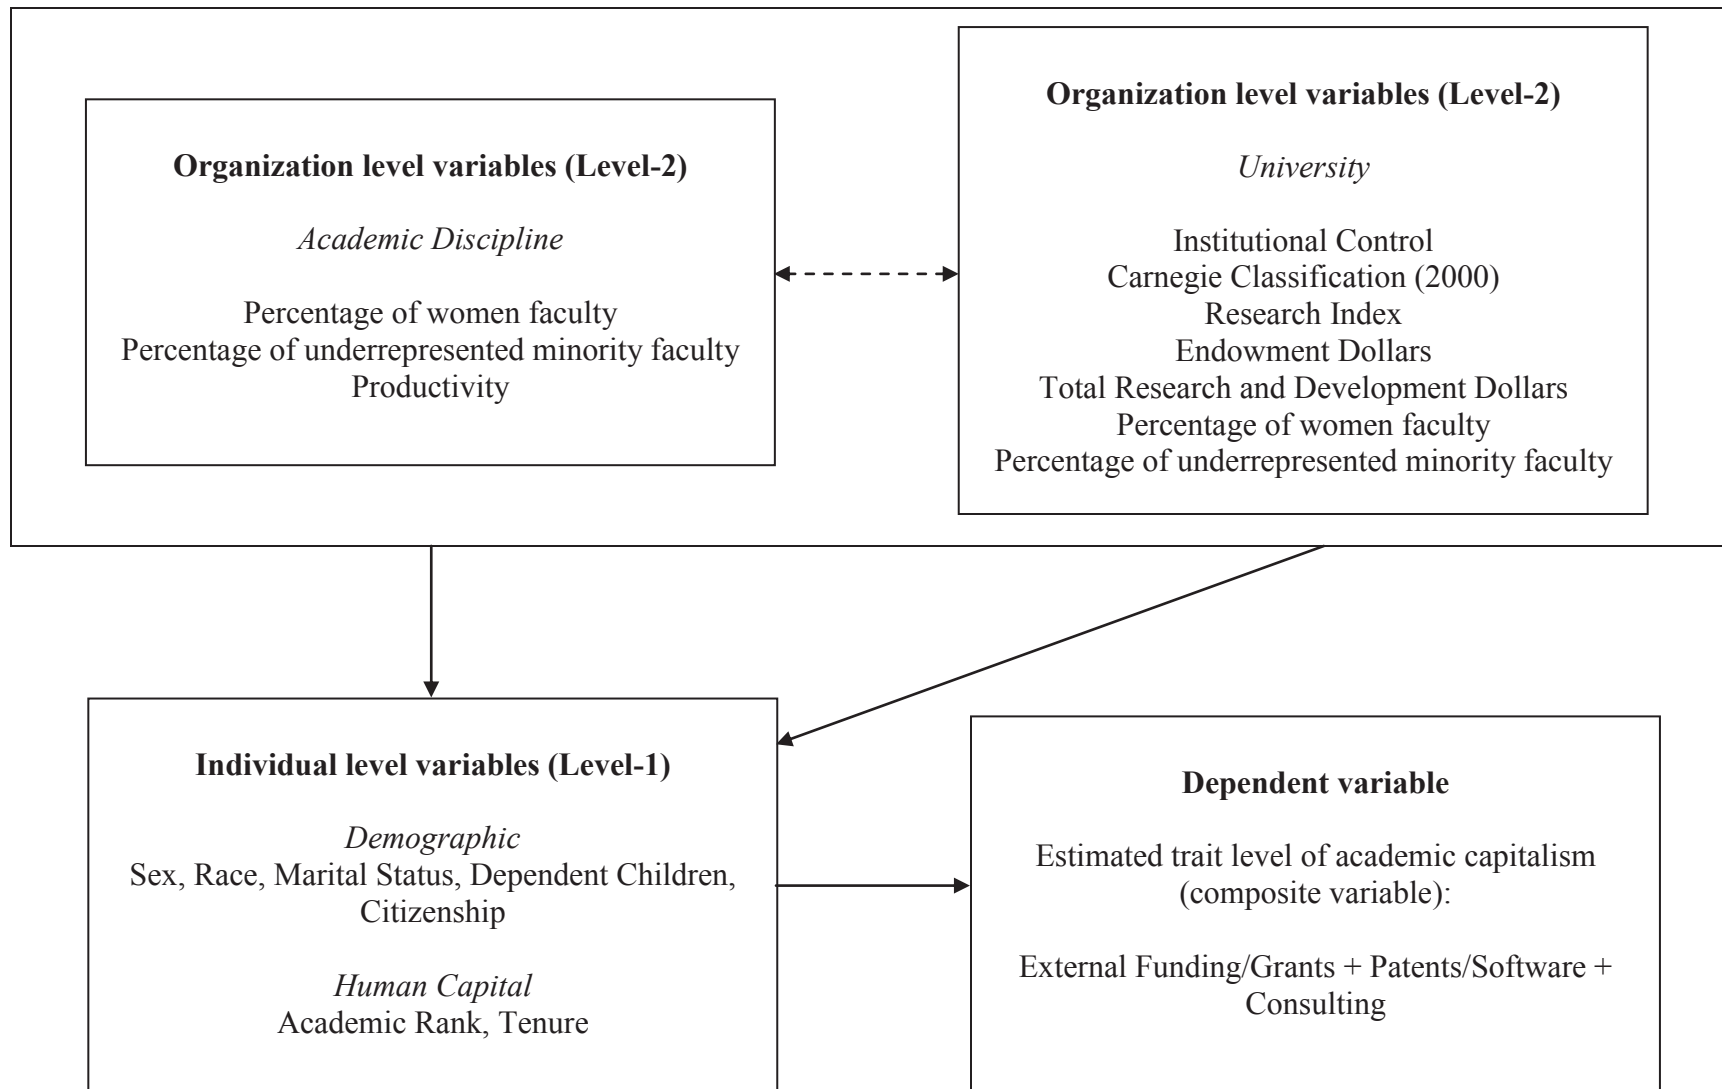 Organization level variables (Level-2)
Academic Discipline
Percentage of women faculty
Percentage of underrepresented minority faculty
Productivity
Organization level variables (Level-2)
University
Institutional Control
Carnegie Classification (2000)
Research Index
Endowment Dollars
Total Research and Development Dollars
Percentage of women faculty
Percentage of underrepresented minority faculty
Individual level variables (Level-1)
Demographic
Sex, Race, Marital Status, Dependent Children,
Citizenship
Human Capital
Academic Rank, Tenure
Dependent variable
Estimated trait level of academic capitalism
(composite variable):
External Funding/Grants + Patents/Software +
Consulting